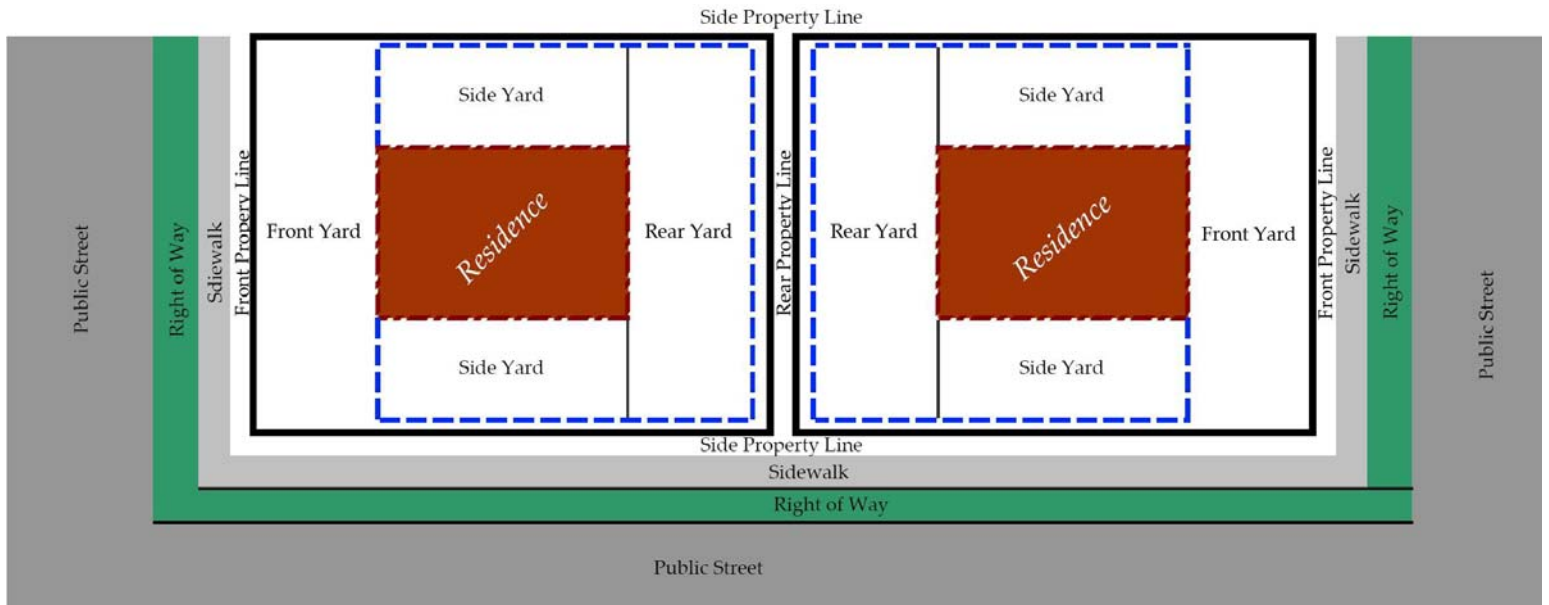 Side Property Line
Side Yard
Side Yard
Public Street
Right of Way
Sdiewalk
Front Propery Line
Front Yard
Residence
Rear Yard
Rear Property Line
Rear Yard
Residence
Front Yard
Front Property Line
Sidewalk
Right of Way
Public Street
Side Yard
Side Yard
Side Property Line
Sidewalk
Right of Way
Public Street